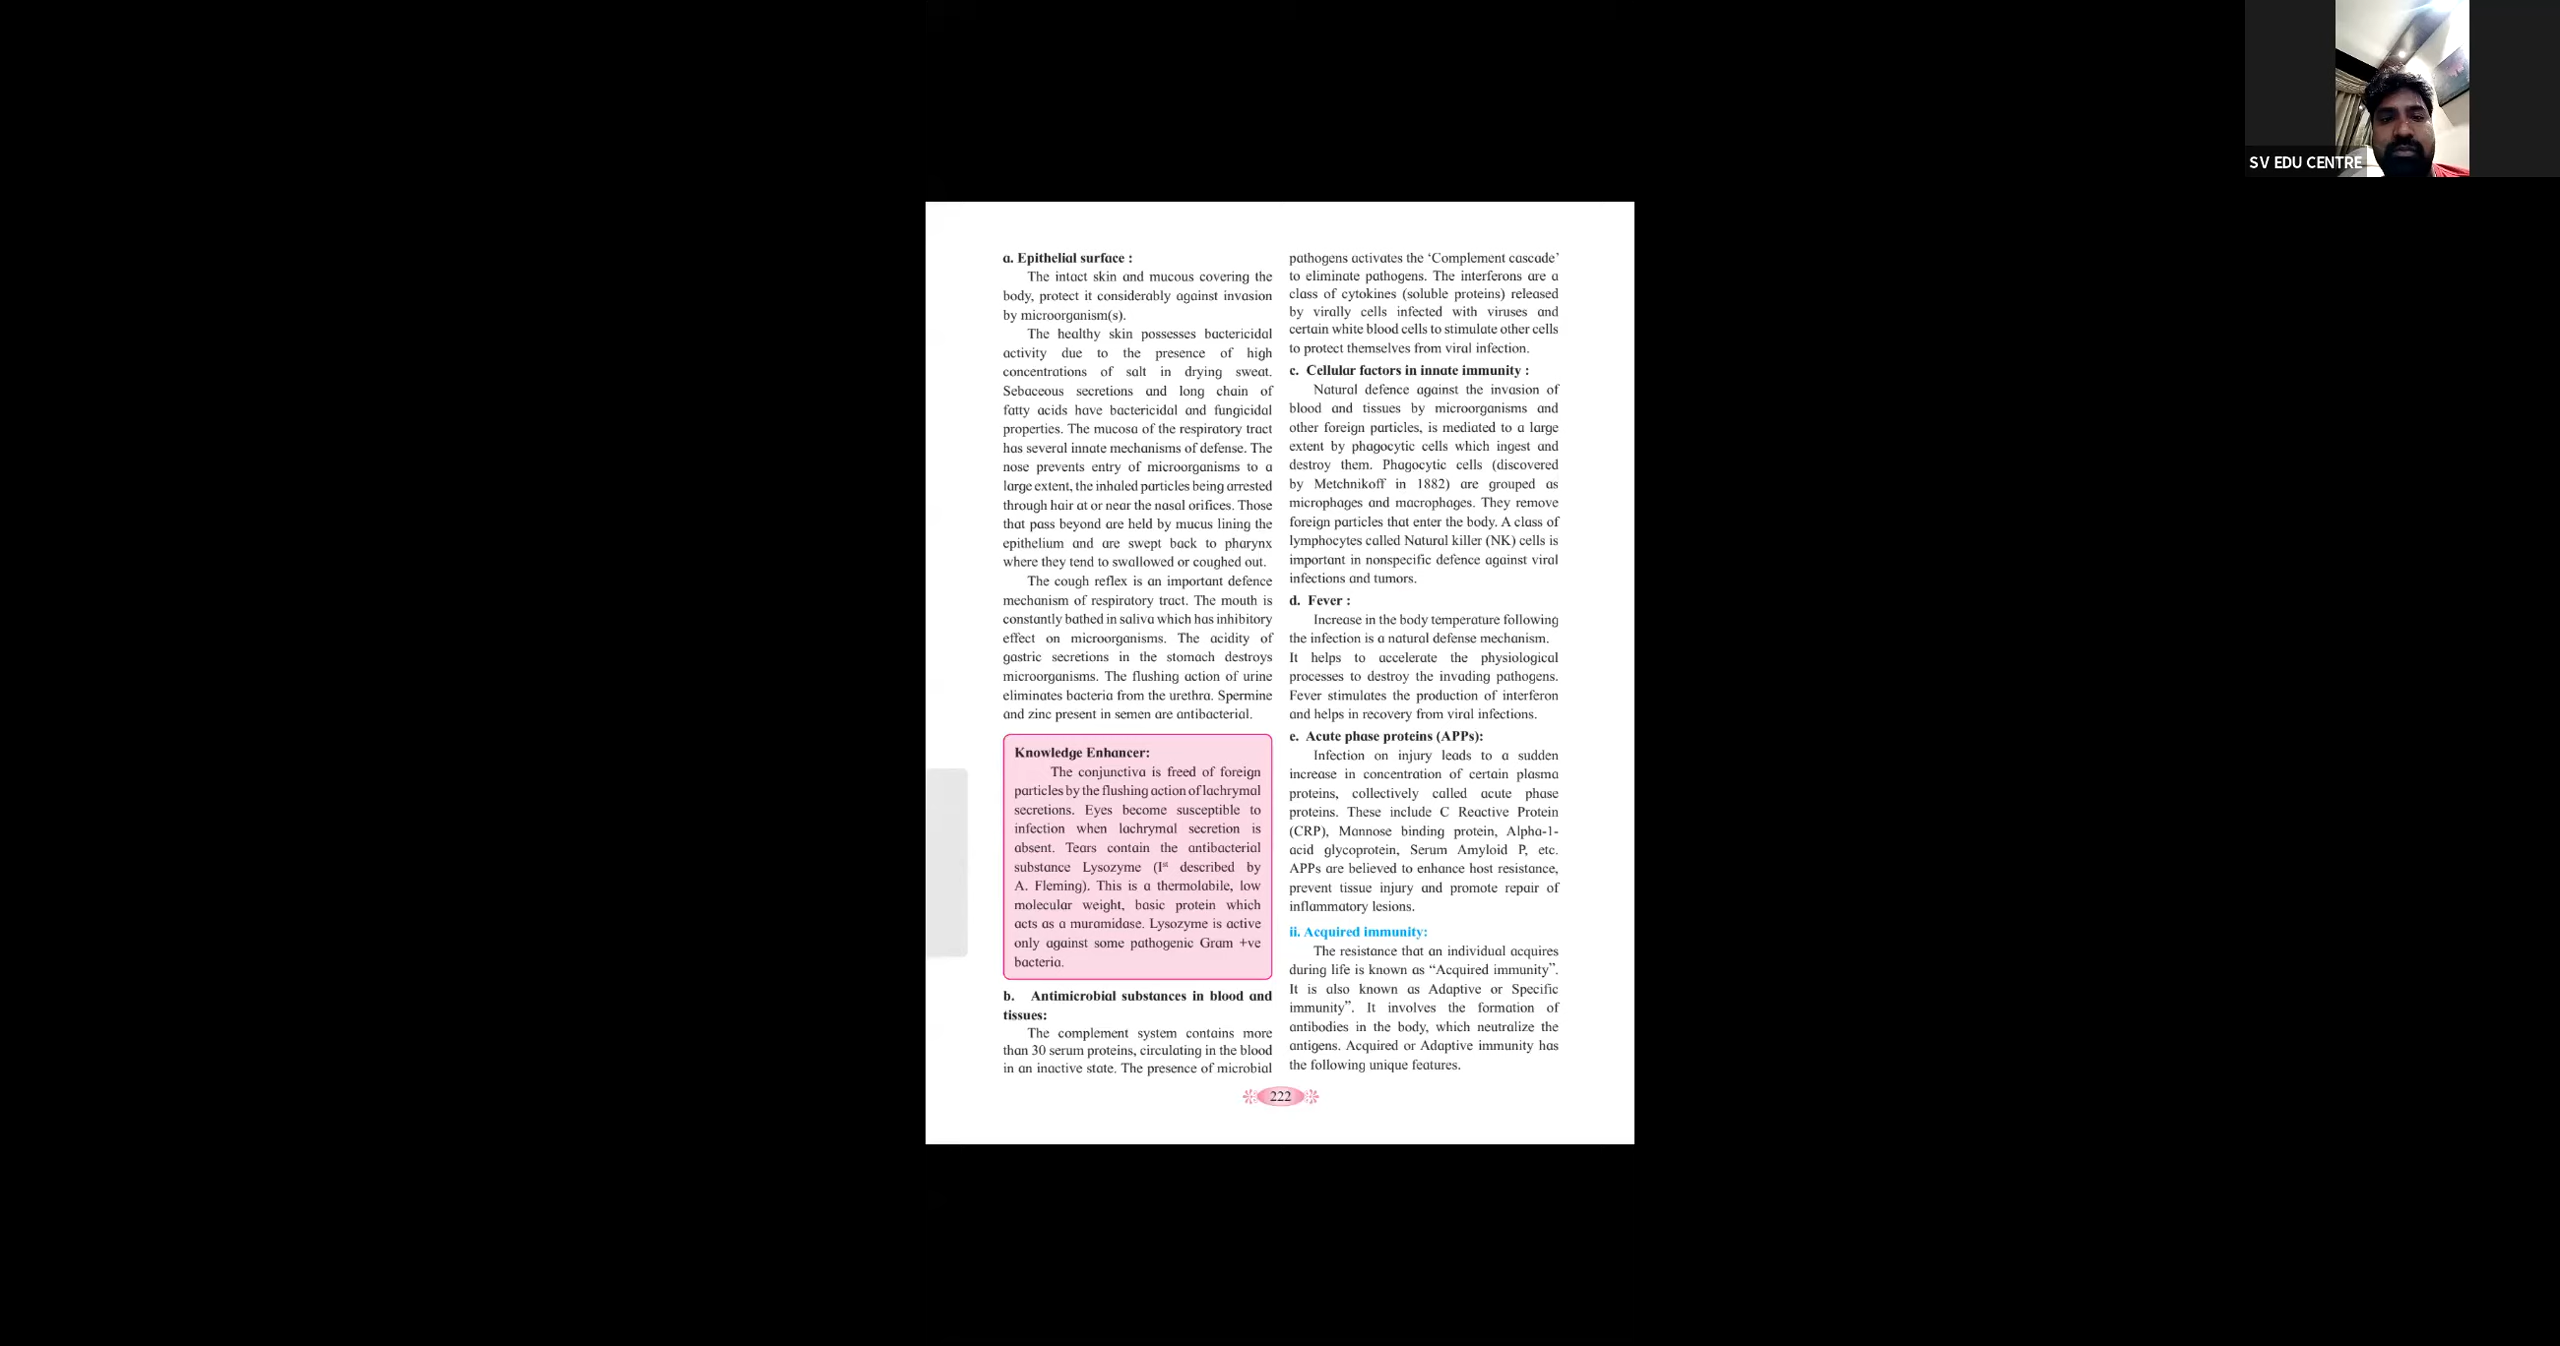 SV EDU CENTRE
a. Epithelial surface :
The intact skin and mucous covering the
body, protect it considerably against invasion
by microorganism(s).
The healthy skin possesses bactericidal
activity due to the presence of high
concentrations of salt in drying sweat.
Sebaceous secretions and long chain of
fatty acids have bactericidal and fungicidal
properties. The mucosa of the respiratory tract
has several innate mechanisms of defense. The
nose prevents entry of microorganisms to a
large extent, the inhaled particles being arrested
through hair at or near the nasal orifices. Those
that pass beyond are held by mucus lining the
epithelium and are swept back to pharynx
where they tend to swallowed or coughed out.
The cough reflex is an important defence
mechanism of respiratory tract. The mouth is
constantly bathed in saliva which has inhibitory
effect on microorganisms. The acidity of
gastric secretions in the stomach destroys
microorganisms. The flushing action of urine
eliminates bacteria from the urethra. Spermine
and zinc present in semen are antibacterial.
Knowledge Enhancer:
The conjunctiva is freed of foreign
particles by the flushing action of lachrymal
secretions. Eyes become susceptible to
infection when lachrymal secretion is
absent. Tears contain the antibacterial
substance Lysozyme (Ist described by
A. Fleming). This is a thermolabile, low
molecular weight, basic protein which
acts as a muramidase. Lysozyme is active
only against some pathogenic Gram +ve
bacteria.
b. Antimicrobial substances in blood and
tissues:
The complement system contains more
than 30 serum proteins, circulating in the blood
in an inactive state. The presence of microbial
pathogens activates the ‘Complement cascade’
to eliminate pathogens. The interferons are a
class of cytokines (soluble proteins) released
by virally cells infected with viruses and
certain white blood cells to stimulate other cells
to protect themselves from viral infection.
c. Cellular factors in innate immunity :
Natural defence against the invasion of
blood and tissues by microorganisms and
other foreign particles, is mediated to a large
extent by phagocytic cells which ingest and
destroy them. Phagocytic cells (discovered
by Metchnikoff in 1882) are grouped as
microphages and macrophages. They remove
foreign particles that enter the body. A class of
lymphocytes called Natural killer (NK) cells is
important in nonspecific defence against viral
infections and tumors.
d. Fever :
Increase in the body temperature following
the infection is a natural defense mechanism.
It helps to accelerate the physiological
processes to destroy the invading pathogens.
Fever stimulates the production of interferon
and helps in recovery from viral infections.
e. Acute phase proteins (APPs):
Infection on injury leads to a sudden
increase in concentration of certain plasma
proteins, collectively called acute phase
proteins. These include C Reactive Protein
(CRP), Mannose binding protein, Alpha-1-
acid glycoprotein, Serum Amyloid P, etc.
APPs are believed to enhance host resistance,
prevent tissue injury and promote repair of
inflammatory lesions.
ii. Acquired immunity:
The resistance that an individual acquires
during life is known as “Acquired immunity”.
It is also known as Adaptive or Specific
immunity”. It involves the formation of
antibodies in the body, which neutralize the
antigens. Acquired or Adaptive immunity has
the following unique features.
222